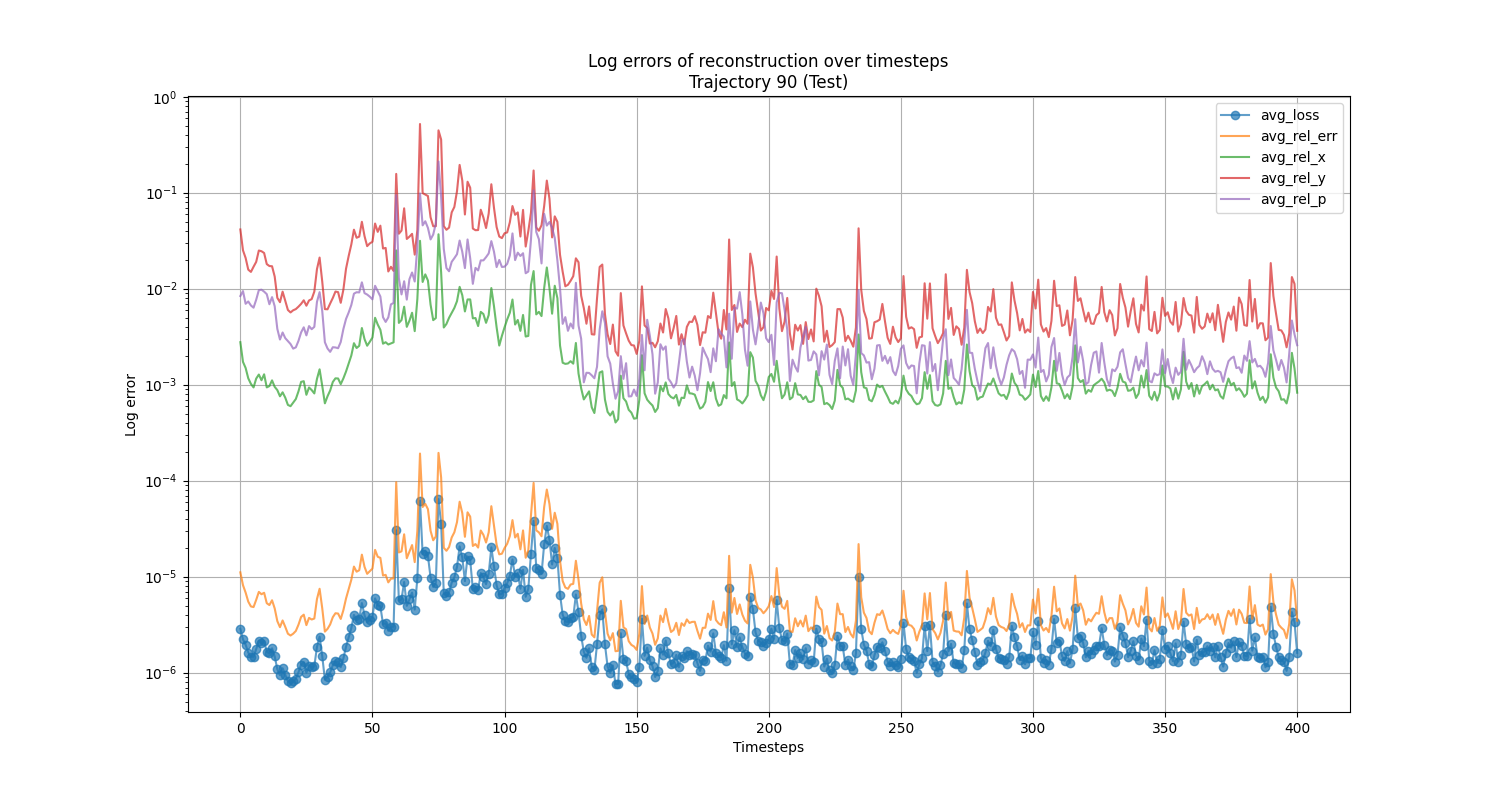 Log errors of reconstruction over timesteps
Trajectory 90 (Test)
Log error
10⁰
10⁻¹
10⁻²
10⁻³
10⁻⁴
10⁻⁵
10⁻⁶
avg_loss
avg_rel_err
avg_rel_x
avg_rel_y
avg_rel_p
0 50 100 150 200 250 300 350 400
Timesteps